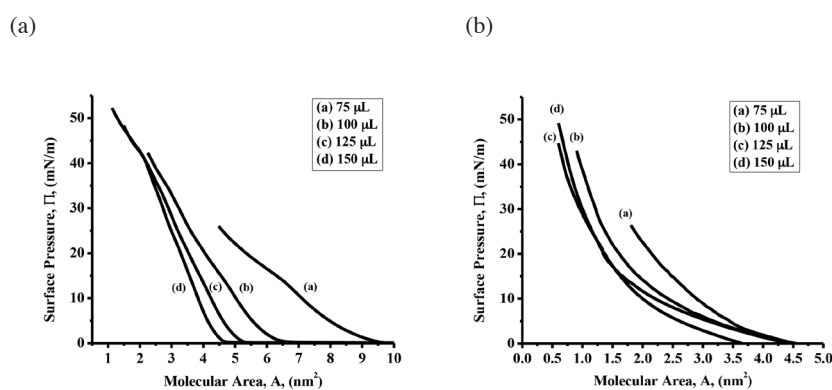 (a)
(b)
50
40
30
20
10
0
Surface Pressure, Π, (mN/m)
(a) 75 µL
(b) 100 µL
(c) 125 µL
(d) 150 µL
(d)
(c)
(b)
(a)
1 2 3 4 5 6 7 8 9 10
Molecular Area, A, (nm²)
50
40
30
20
10
0
Surface Pressure, Π, (mN/m)
(a) 75 µL
(b) 100 µL
(c) 125 µL
(d) 150 µL
(d)
(c)
(b)
(a)
0.0 0.5 1.0 1.5 2.0 2.5 3.0 3.5 4.0 4.5 5.0
Molecular Area, A, (nm²)